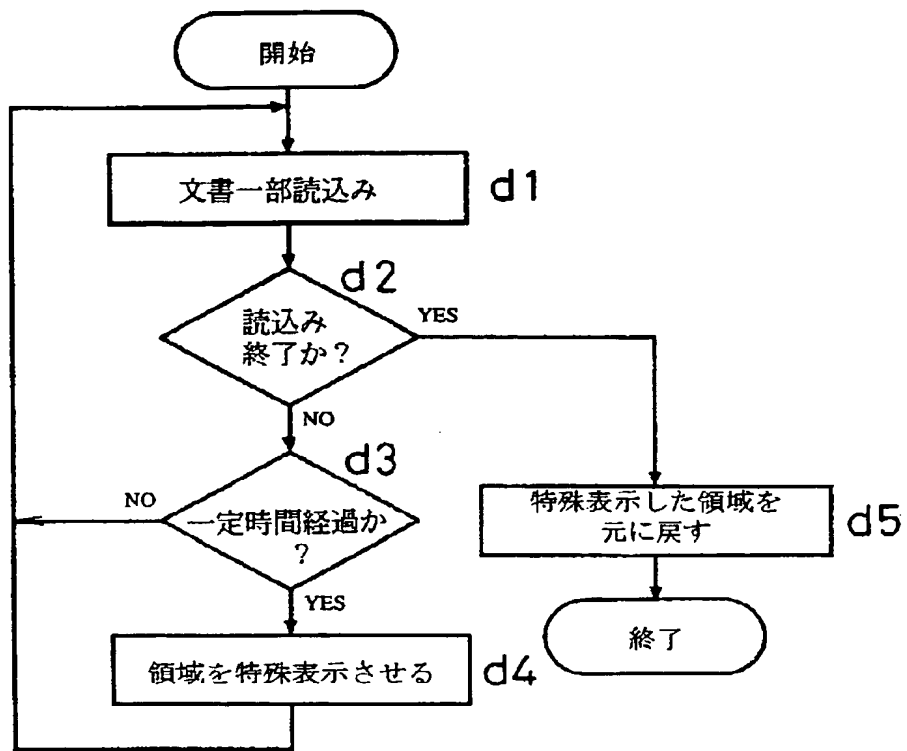 開始
文書一部読込み
d1
d2
読込み
終了か?
YES
NO
d3
NO
一定時間経過か
?
YES
特殊表示した領域を
元に戻す
d5
領域を特殊表示させる
d4
終了